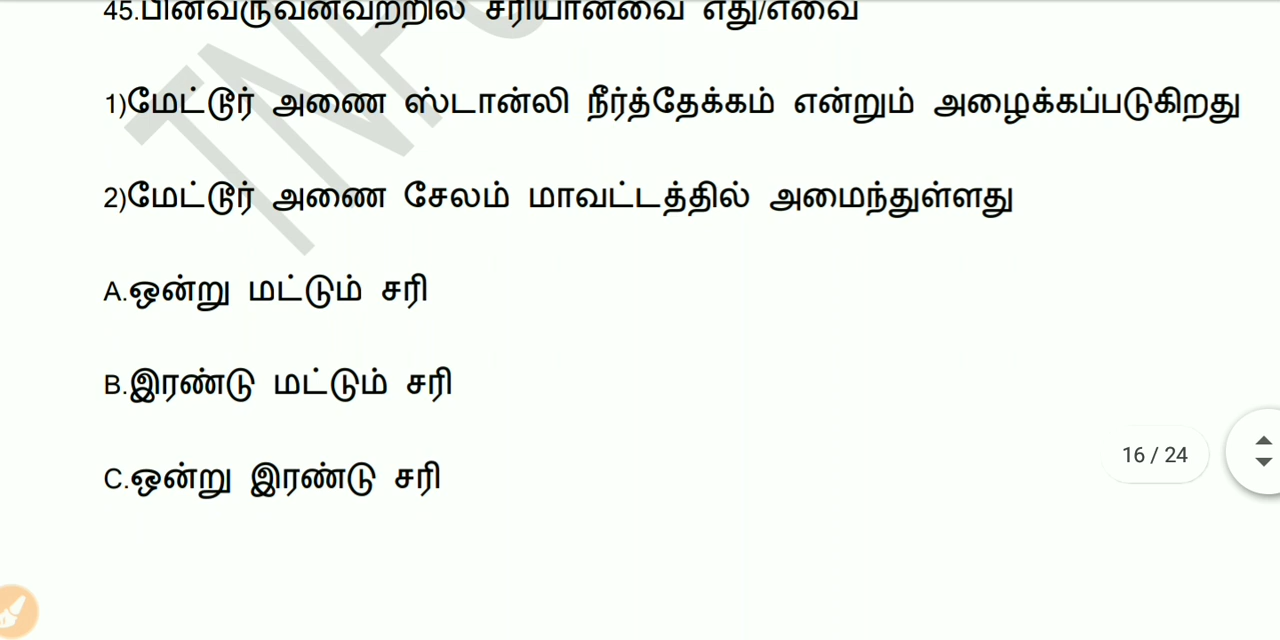 45.பின்வருவனவற்றில் சரியானவை எது/எவை
1)மேட்டூர் அணை ஸ்டான்லி நீர்த்தேக்கம் என்றும் அழைக்கப்படுகிறது
2)மேட்டூர் அணை சேலம் மாவட்டத்தில் அமைந்துள்ளது
A.ஒன்று மட்டும் சரி
B.இரண்டு மட்டும் சரி
C.ஒன்று இரண்டு சரி
16 / 24